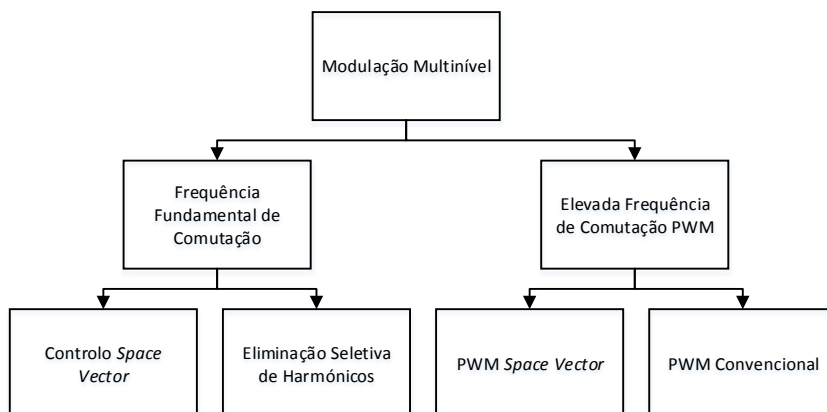 Modulação Multinível
Frequência
Fundamental de
Comutação
Elevada Frequência
de Comutação PWM
Controlo Space
Vector
Eliminação Seletiva
de Harmónicos
PWM Space Vector
PWM Convencional